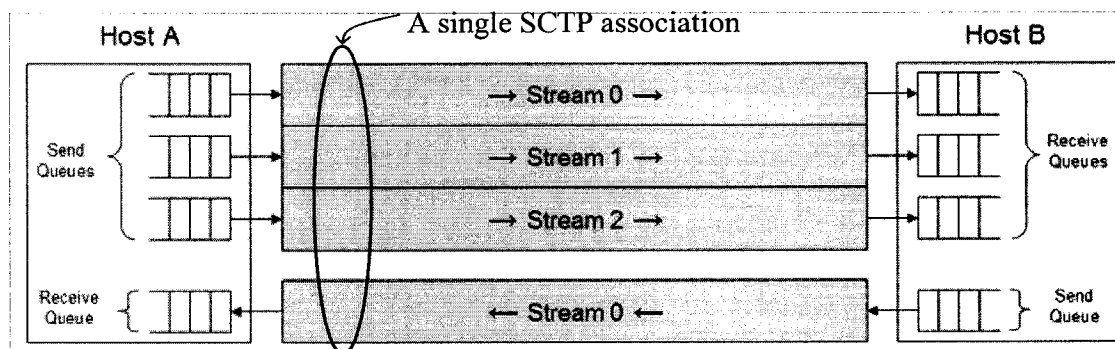 A single SCTP association
Host A
Host B
→ Stream 0 →
→ Stream 1 →
→ Stream 2 →
Send
Queues
Receive
Queues
Receive
Queue
← Stream 0 ←
Send
Queue